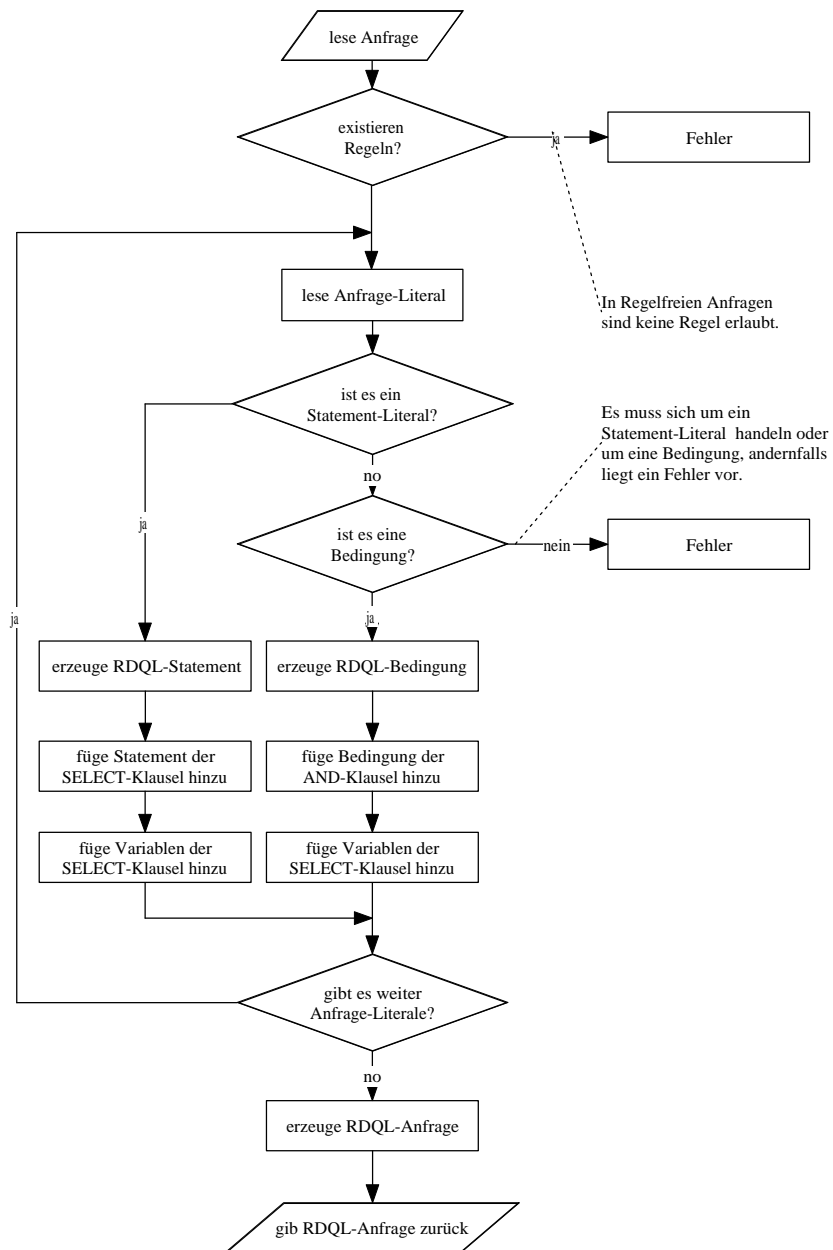 lese Anfrage
existieren
Regeln?
ja
Fehler
lese Anfrage-Literal
In Regelfreien Anfragen
sind keine Regel erlaubt.
ist es ein
Statement-Literal?
Es muss sich um ein
Statement-Literal handeln oder
um eine Bedingung, andernfalls
liegt ein Fehler vor.
no
ja
ist es eine
Bedingung?
nein
Fehler
ja
ja
erzeuge RDQL-Statement
erzeuge RDQL-Bedingung
füge Statement der
SELECT-Klausel hinzu
füge Bedingung der
AND-Klausel hinzu
füge Variablen der
SELECT-Klausel hinzu
füge Variablen der
SELECT-Klausel hinzu
gibt es weiter
Anfrage-Literale?
no
erzeuge RDQL-Anfrage
gib RDQL-Anfrage zurück